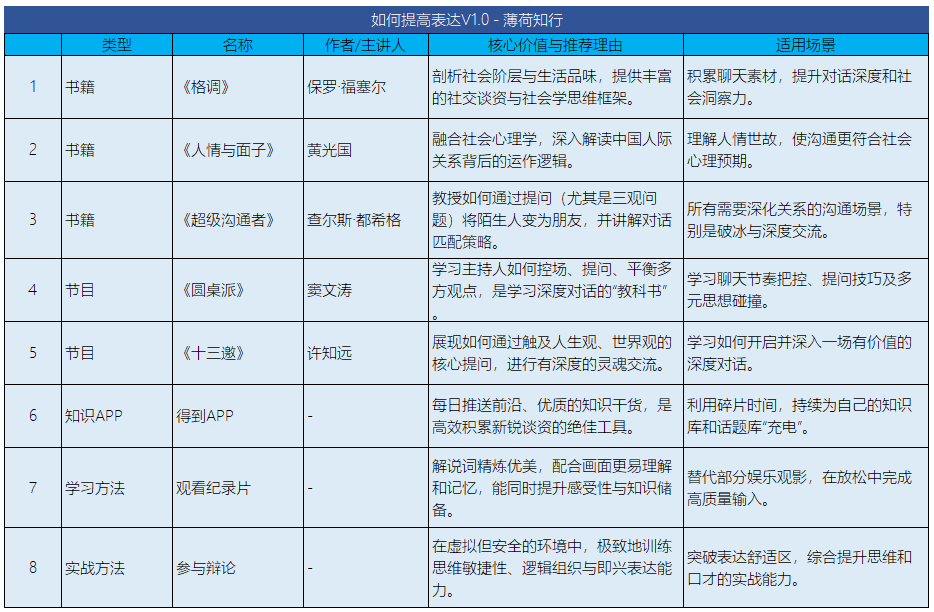 如何提高表达V1.0 - 薄荷知行
类型 名称 作者/主讲人 核心价值与推荐理由 适用场景
1 书籍 《格调》 保罗·福塞尔
剖析社会阶层与生活品味，提供丰富
的社交谈资与社会学思维框架。
积累聊天素材，提升对话深度和社
会洞察力。
2 书籍 《人情与面子》 黄光国
融合社会心理学，深入解读中国人际
关系背后的运作逻辑。
理解人情世故，使沟通更符合社会
心理预期。
3 书籍 《超级沟通者》 查尔斯·都希格
教授如何通过提问（尤其是三观问
题）将陌生人变为朋友，并讲解对话
匹配策略。
所有需要深化关系的沟通场景，特
别是破冰与深度交流。
4 节目 《圆桌派》 窦文涛
学习主持人如何控场、提问、平衡多
方观点，是学习深度对话的“教科书”
。
学习聊天节奏把控、提问技巧及多
元思想碰撞。
5 节目 《十三邀》 许知远
展现如何通过触及人生观、世界观的
核心提问，进行有深度的灵魂交流。
学习如何开启并深入一场有价值的
深度对话。
6 知识APP 得到APP -
每日推送前沿、优质的知识干货，是
高效积累新锐谈资的绝佳工具。
利用碎片时间，持续为自己的知识
库和话题库“充电”。
7 学习方法 观看纪录片 -
解说词精炼优美，配合画面更易理解
和记忆，能同时提升感受性与知识储
备。
替代部分娱乐观影，在放松中完成
高质量输入。
8 实战方法 参与辩论 -
在虚拟但安全的环境中，极致地训练
思维敏捷性、逻辑组织与即兴表达能
力。
突破表达舒适区，综合提升思维和
口才的实战能力。